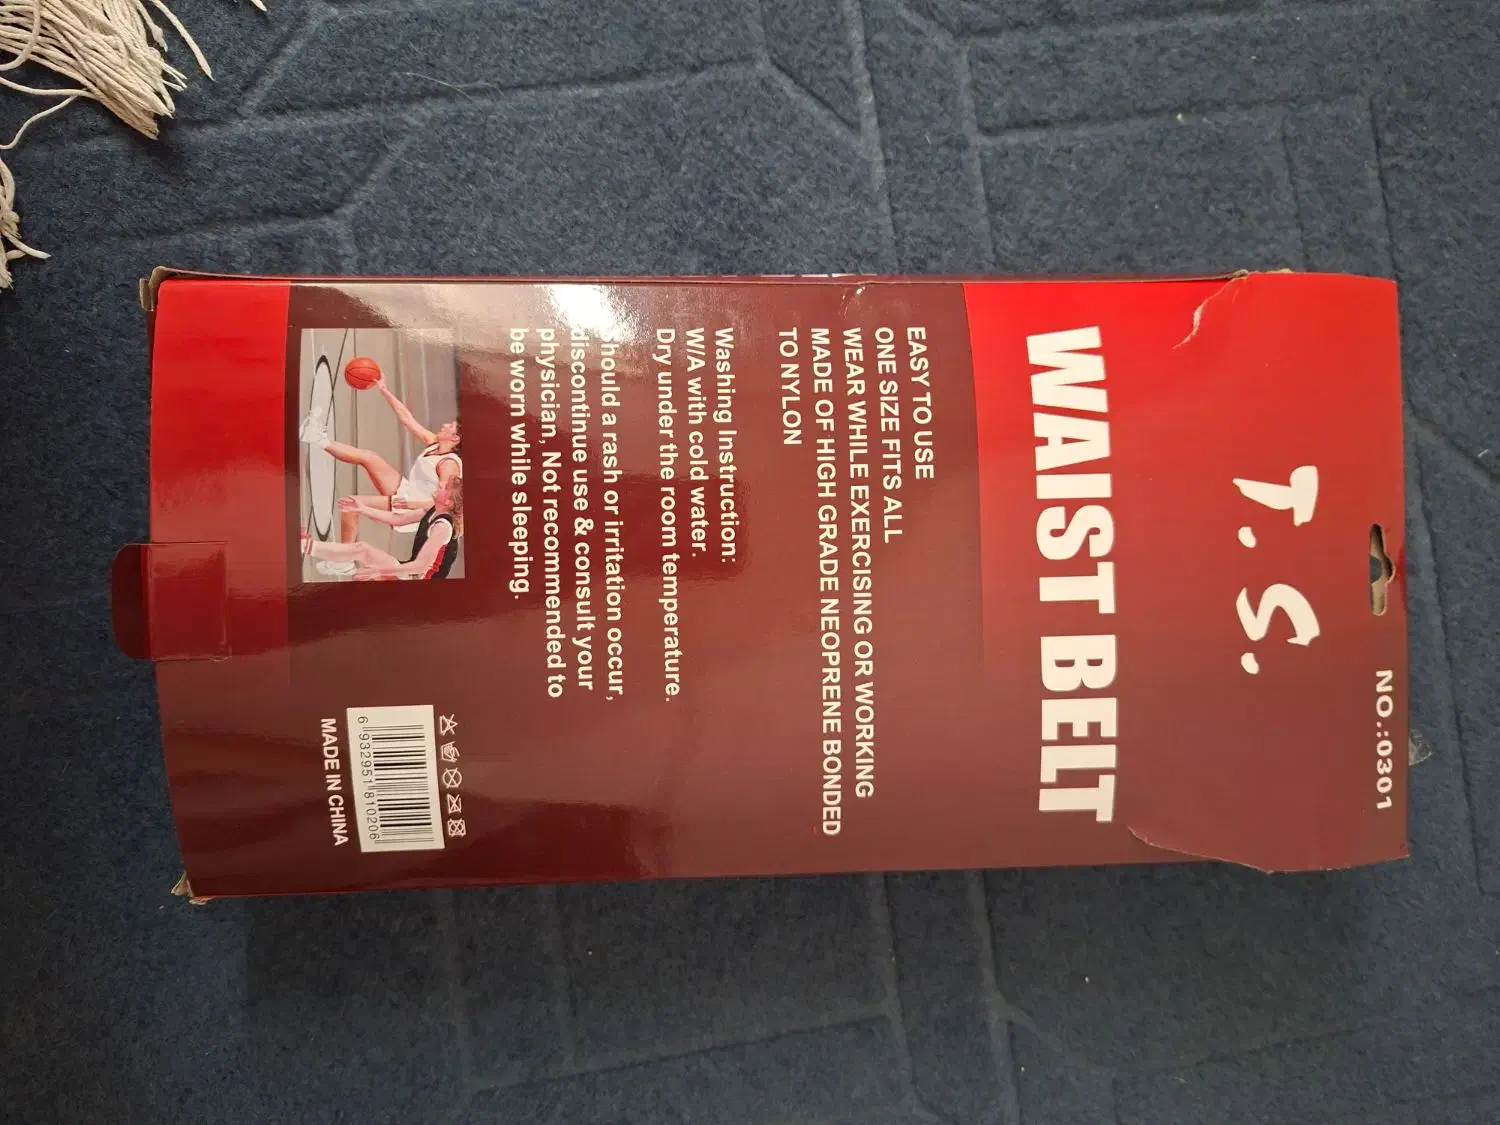 NO.:0301
T. S.
WAIST BELT
EASY TO USE
ONE SIZE FITS ALL
WEAR WHILE EXERCISING OR WORKING
MADE OF HIGH GRADE NEOPRENE BONDED
TO NYLON
Washing Instruction:
W/A with cold water.
Dry under the room temperature.
Should a rash or irritation occur,
discontinue use & consult your
physician, Not recommended to
be worn while sleeping.
6 932951 810206
MADE IN CHINA